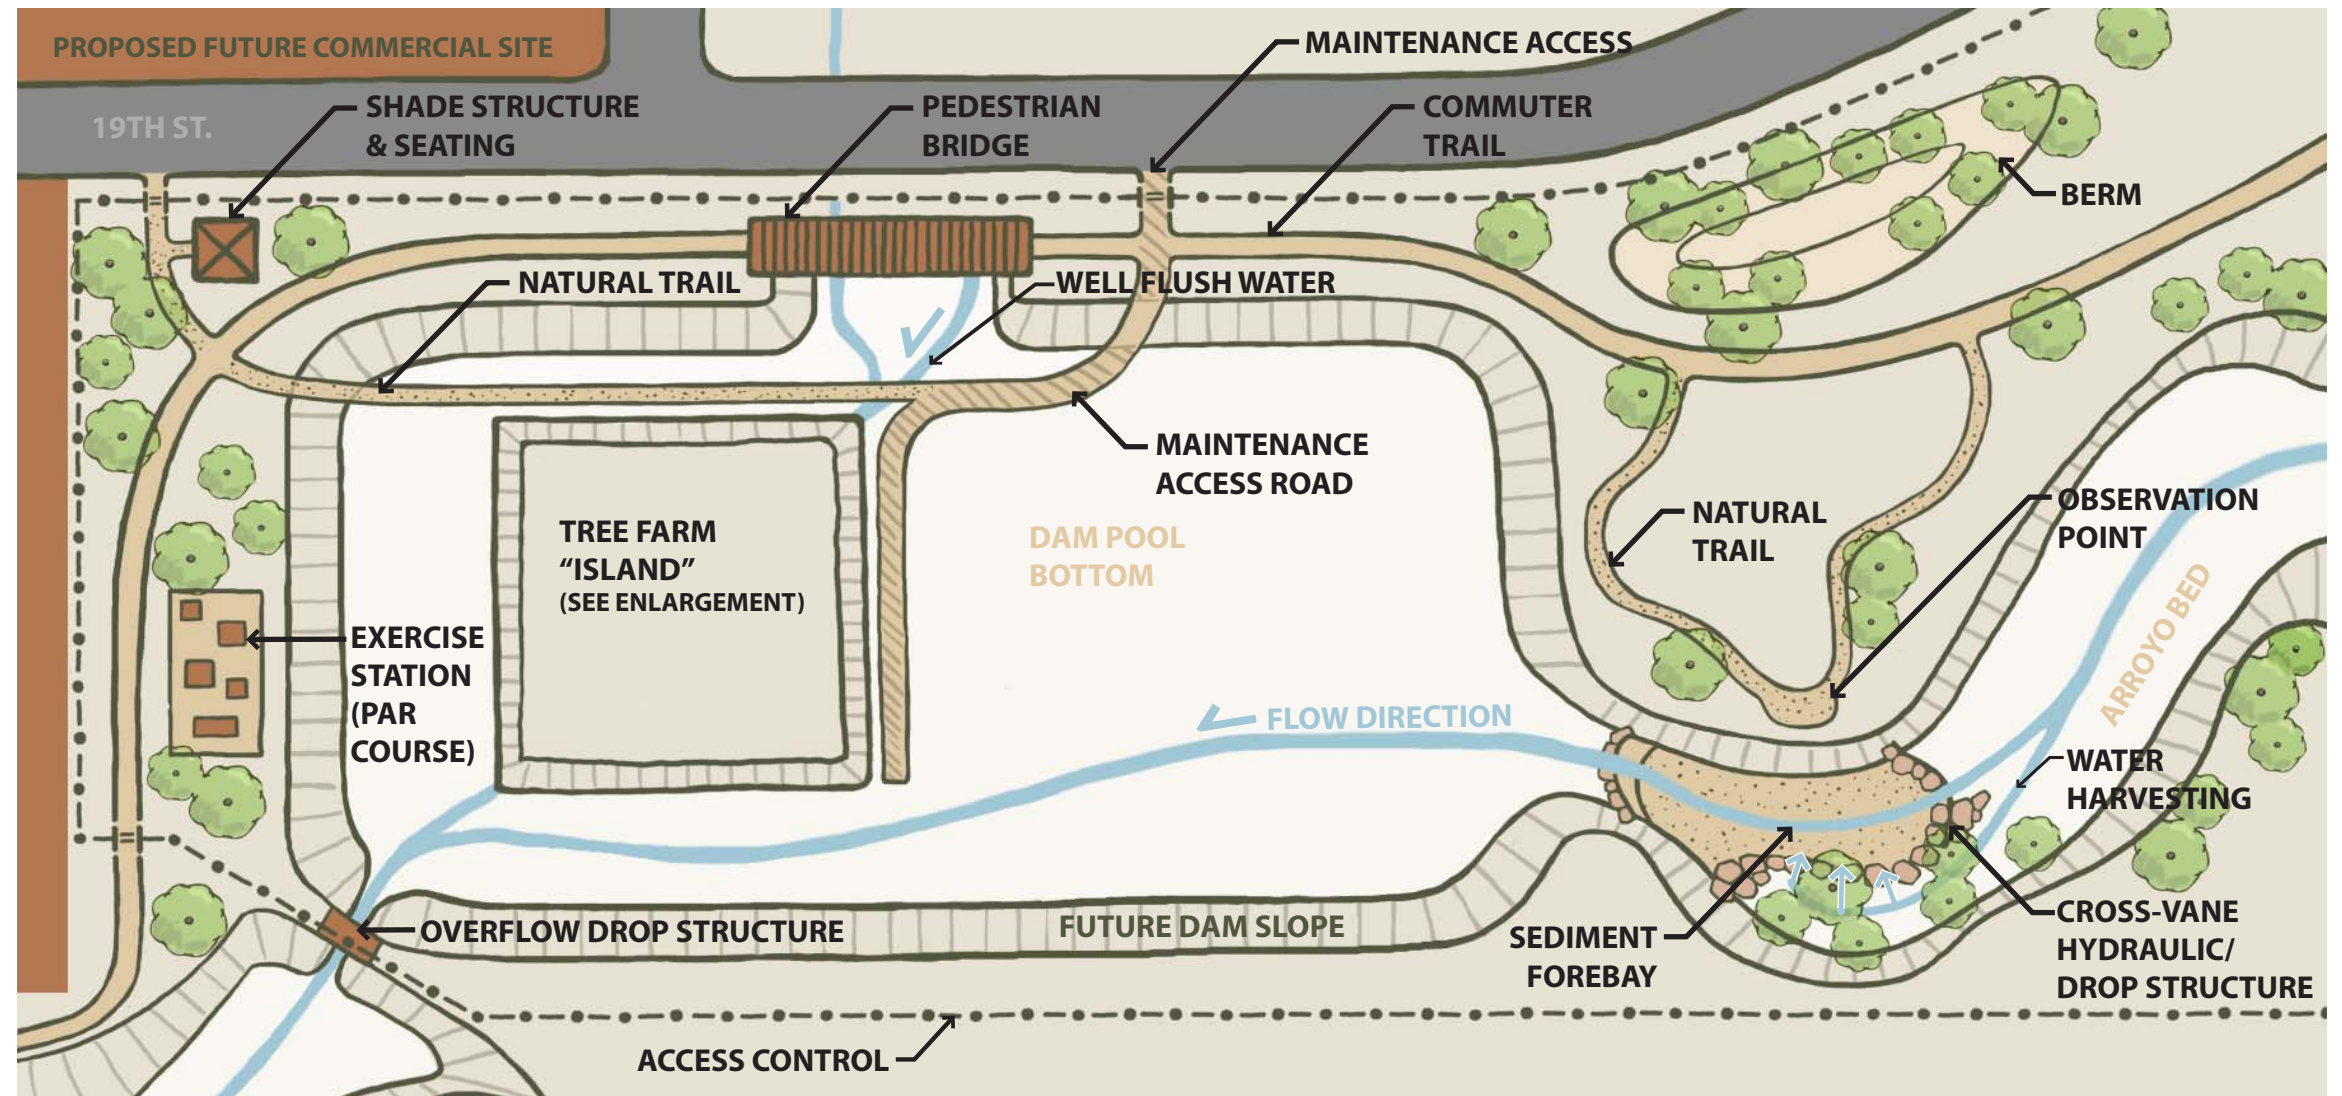 PROPOSED FUTURE COMMERCIAL SITE
MAINTENANCE ACCESS
19TH ST.
SHADE STRUCTURE
& SEATING
PEDESTRIAN
BRIDGE
COMMUTER
TRAIL
BERM
NATURAL TRAIL
WELL FLUSH WATER
MAINTENANCE
ACCESS ROAD
TREE FARM
“ISLAND”
(SEE ENLARGEMENT)
DAM POOL
BOTTOM
NATURAL
TRAIL
OBSERVATION
POINT
ARROYO BED
EXERCISE
STATION
(PAR
COURSE)
FLOW DIRECTION
WATER
HARVESTING
OVERFLOW DROP STRUCTURE
FUTURE DAM SLOPE
SEDIMENT
FOREBAY
CROSS-VANE
HYDRAULIC/
DROP STRUCTURE
ACCESS CONTROL